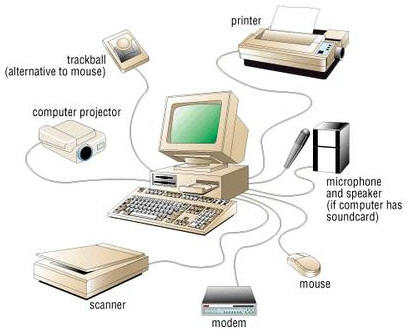 printer
trackball
(alternative to mouse)
computer projector
microphone
and speaker
(if computer has
soundcard)
mouse
scanner
modem